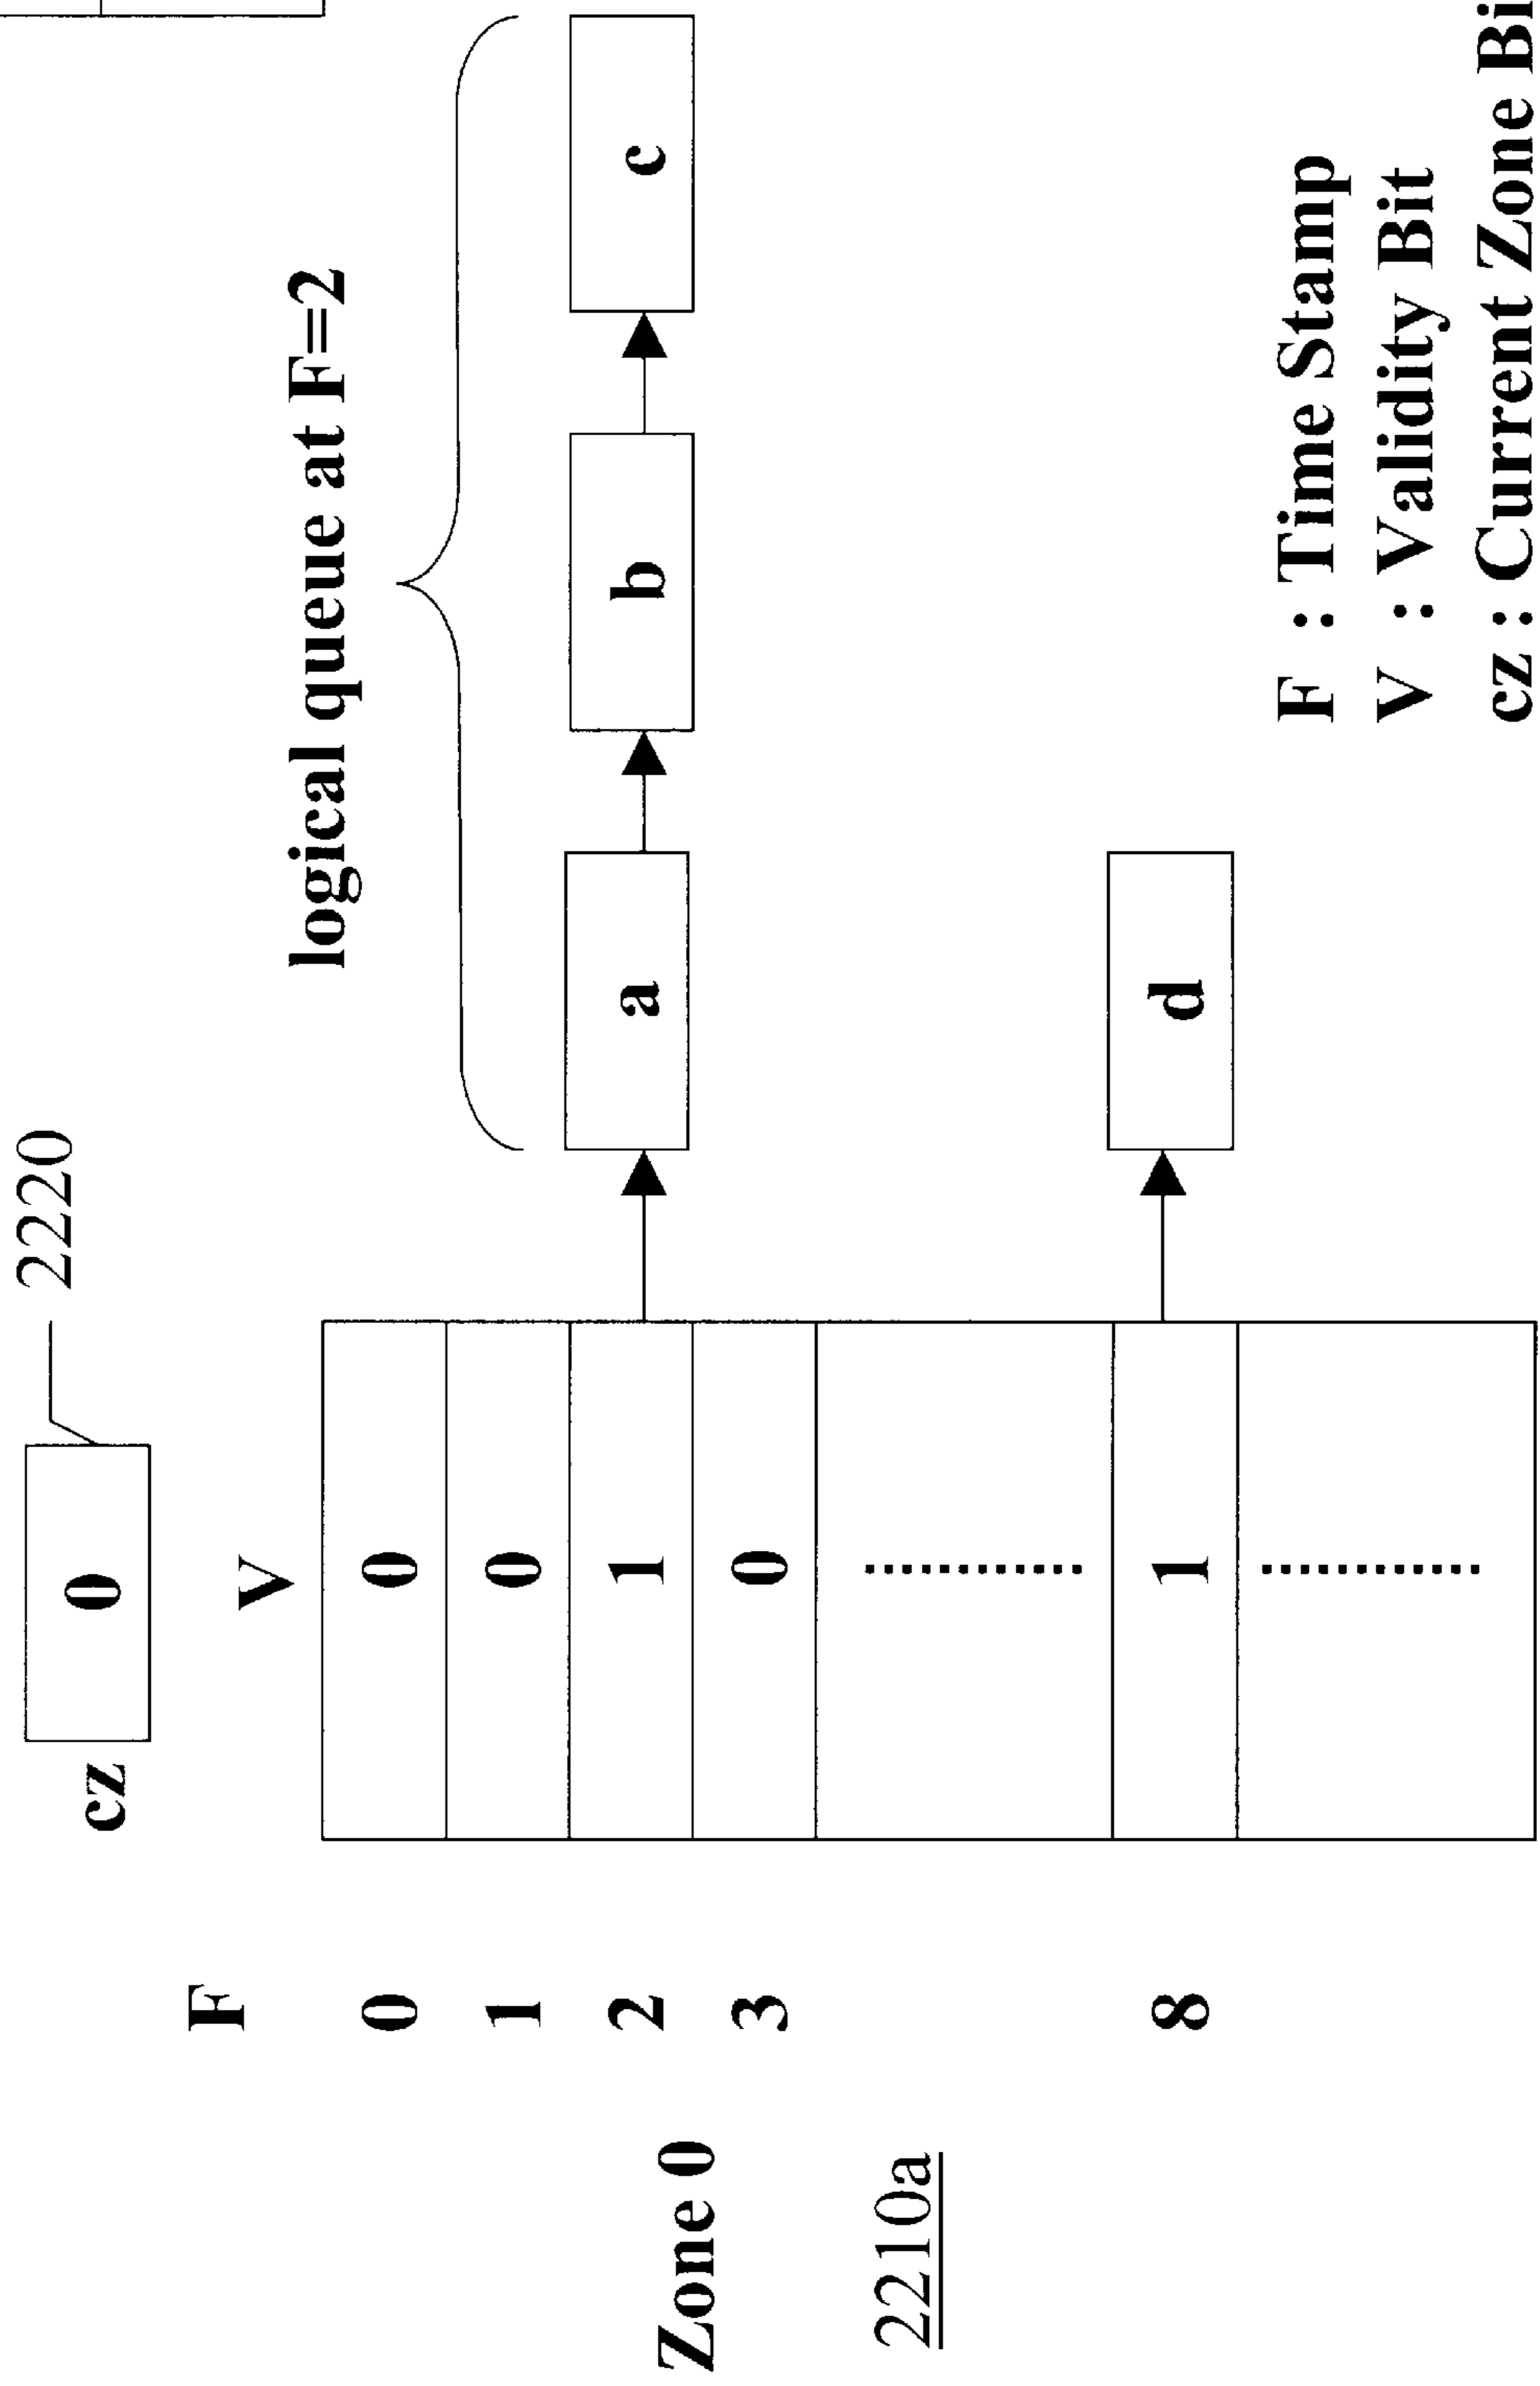 cz 0 2220
F V
logical queue at F=2
0 0
1 0
Zone 0 2 1 a b c
3 0
2210a
8 1 d
F : Time Stamp
V : Validity Bit
cz : Current Zone Bi